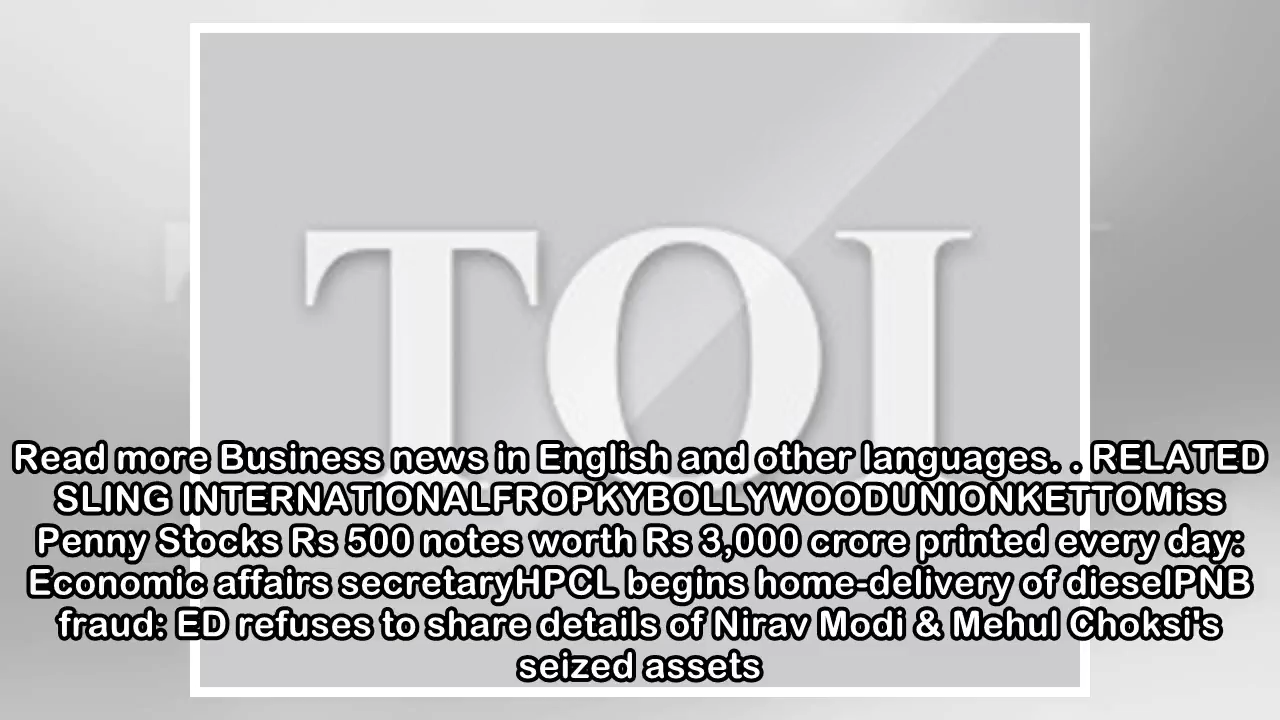 TOI
Read more Business news in English and other languages. . RELATED
SLING INTERNATIONALFROPKYBOLLYWOODUNIONKETTOMiss
Penny Stocks Rs 500 notes worth Rs 3,000 crore printed every day:
Economic affairs secretaryHPCL begins home-delivery of dieselPNB
fraud: ED refuses to share details of Nirav Modi & Mehul Choksi's
seized assets